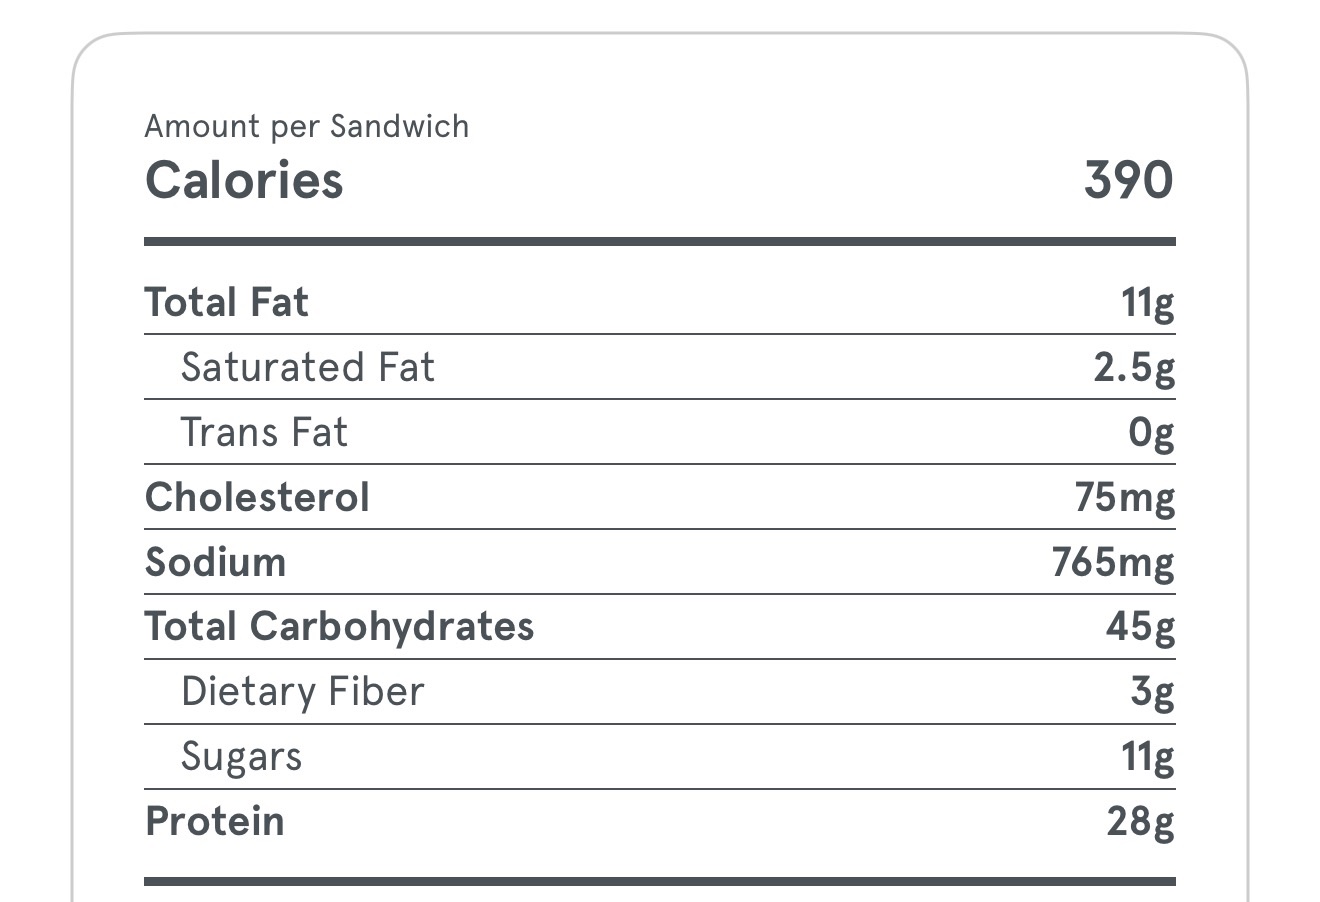 Amount per Sandwich
Calories 390
Total Fat 11g
Saturated Fat 2.5g
Trans Fat 0g
Cholesterol 75mg
Sodium 765mg
Total Carbohydrates 45g
Dietary Fiber 3g
Sugars 11g
Protein 28g